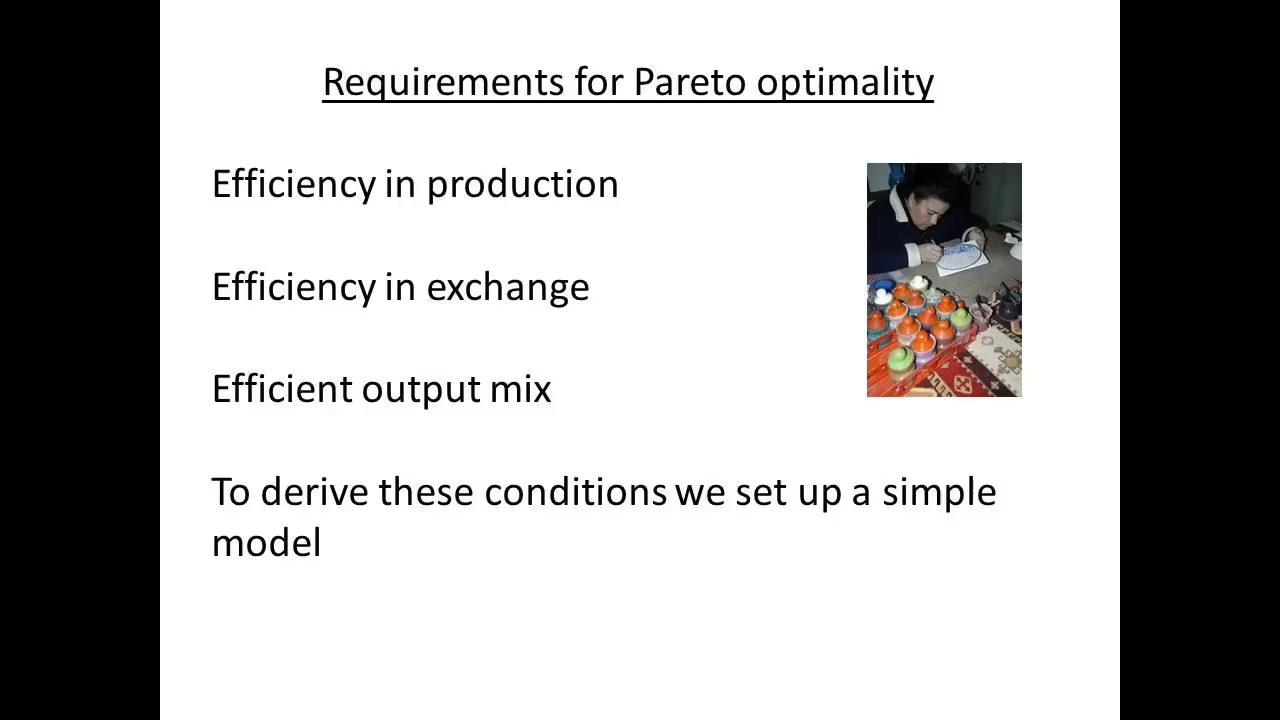 Requirements for Pareto optimality
Efficiency in production
Efficiency in exchange
Efficient output mix
To derive these conditions we set up a simple
model